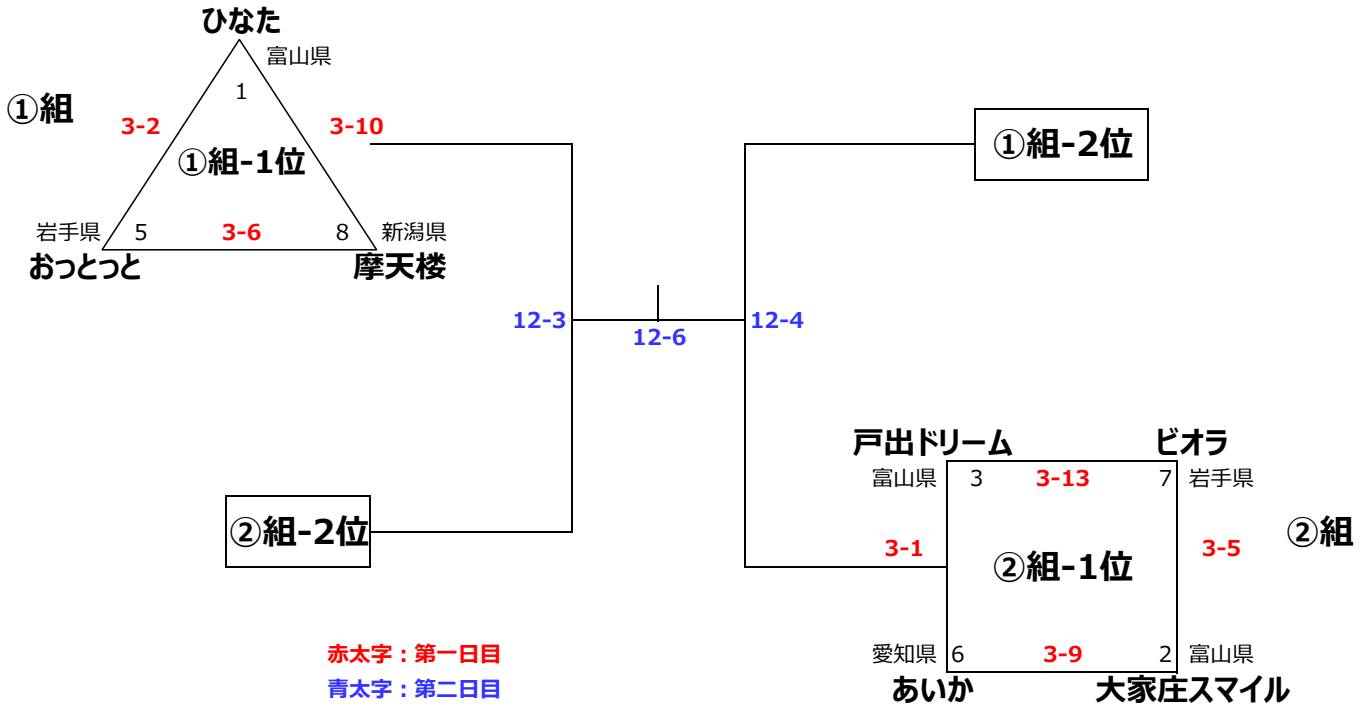 ひなた
富山県
①組
1
3-2
3-10
①組-1位
岩手県
5
3-6
8
新潟県
おっとっと
摩天楼
①組-2位
12-3
12-6
12-4
②組-2位
戸出ドリーム
ビオラ
富山県
3
3-13
7
岩手県
3-1
②組-1位
3-5
②組
愛知県
6
3-9
2
富山県
あいか
大家庄スマイル
赤太字：第一日目
青太字：第二日目